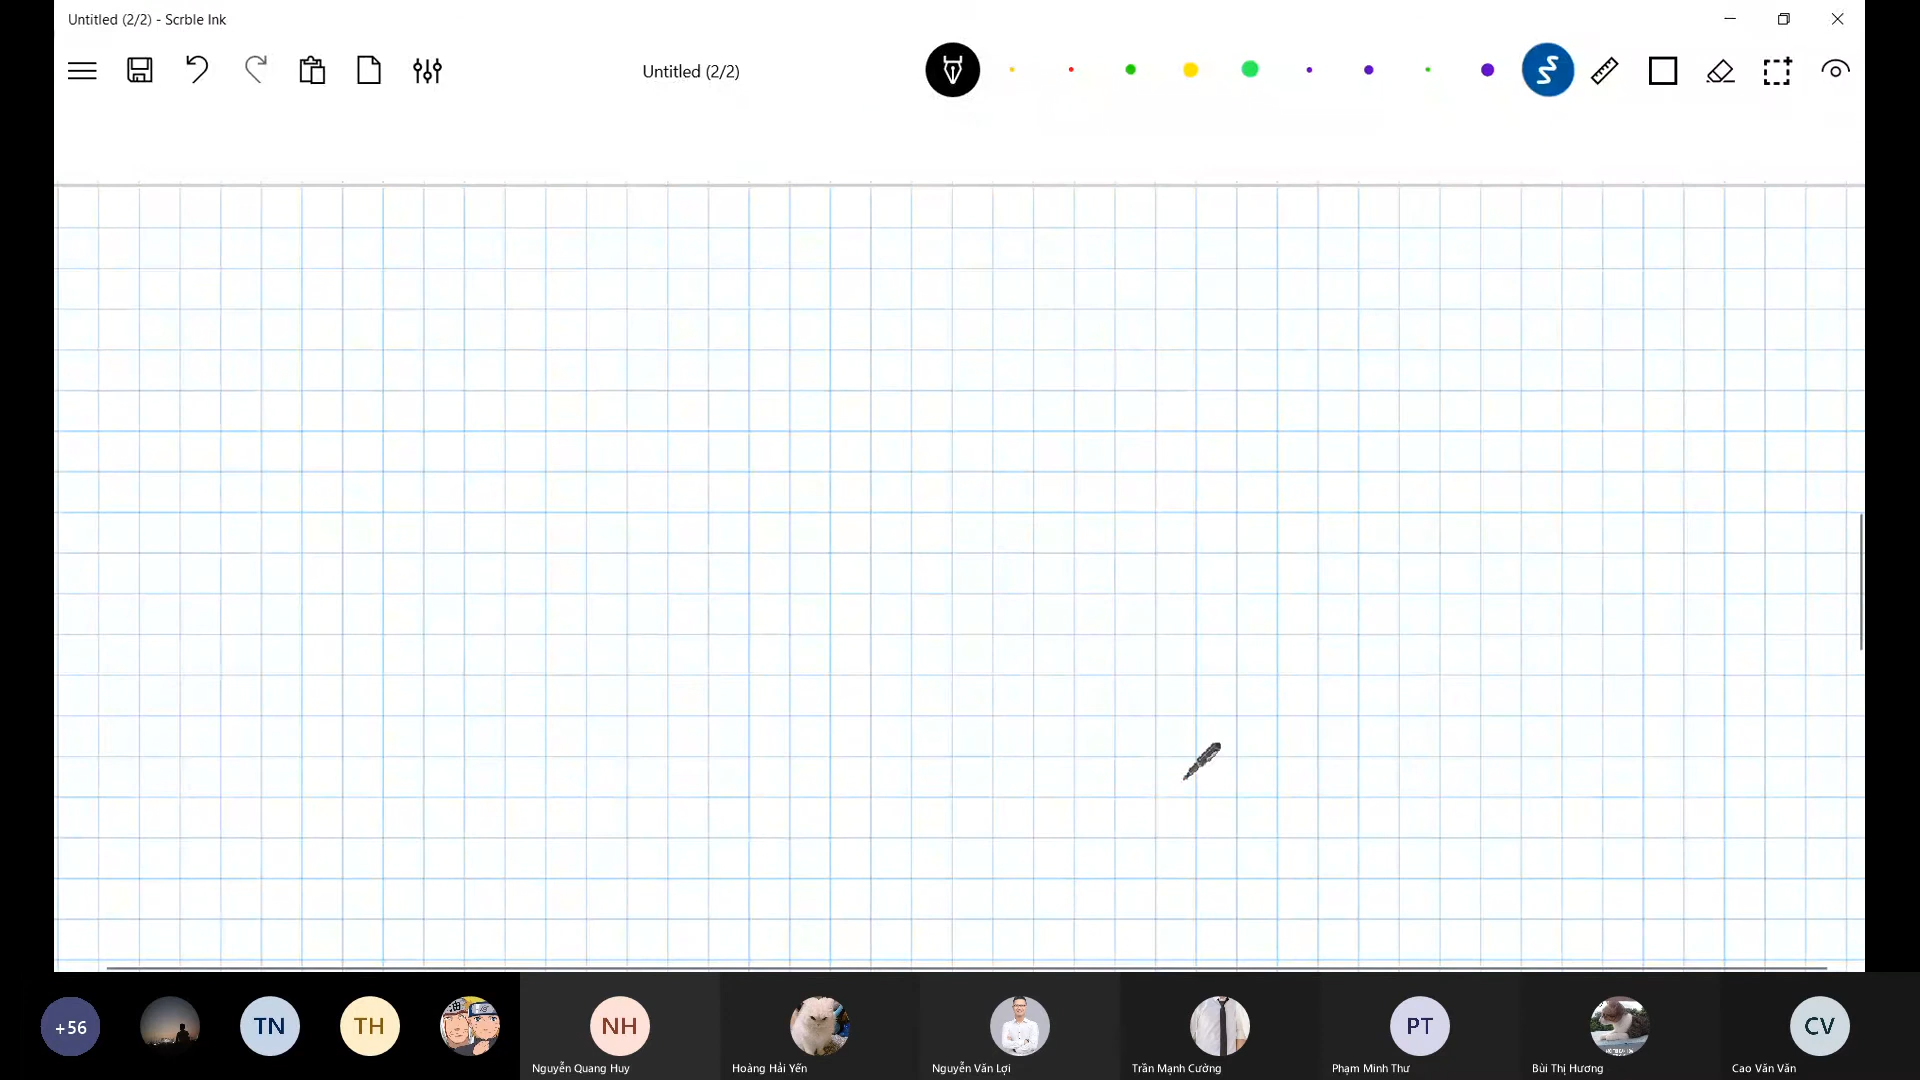 Untitled (2/2) - Scrble Ink
Untitled (2/2)
+56
TN
TH
NH
PT
CV
Nguyễn Quang Huy
Hoàng Hải Yến
Nguyễn Văn Lợi
Trần Mạnh Cường
Phạm Minh Thư
Bùi Thị Hương
Cao Văn Văn